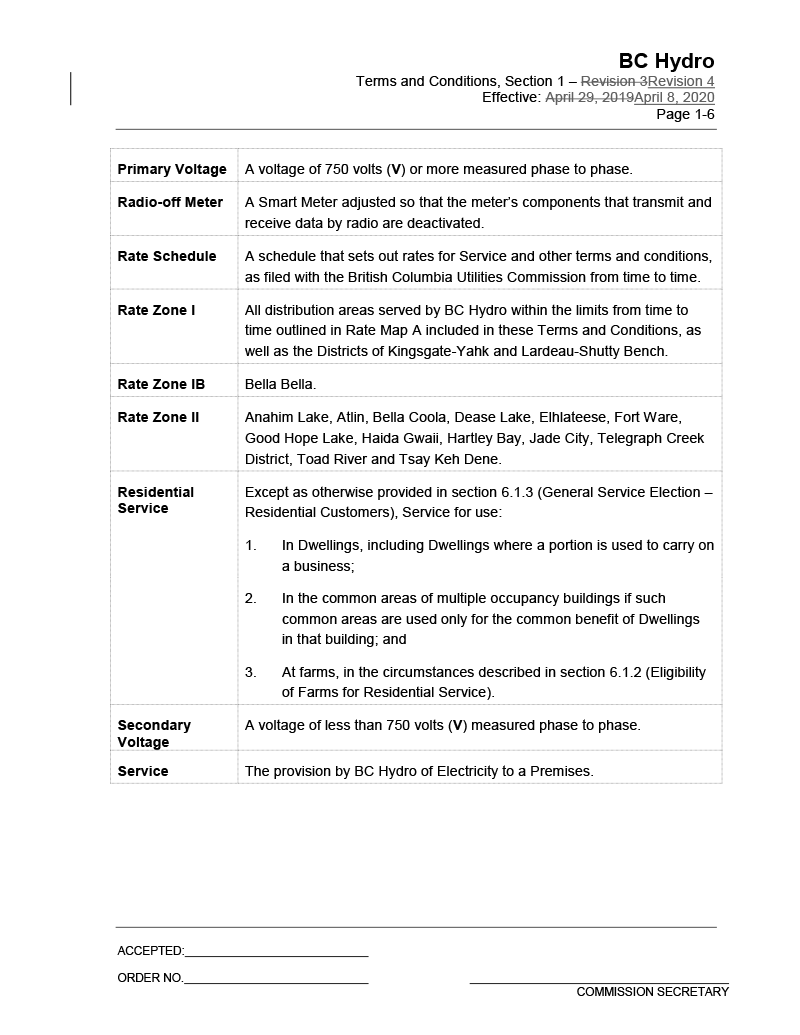 BC Hydro
Terms and Conditions, Section 1 – Revision 3Revision 4
Effective: April 29, 2019April 8, 2020
Page 1-6
Primary Voltage A voltage of 750 volts (V) or more measured phase to phase.
Radio-off Meter A Smart Meter adjusted so that the meter’s components that transmit and
receive data by radio are deactivated.
Rate Schedule A schedule that sets out rates for Service and other terms and conditions,
as filed with the British Columbia Utilities Commission from time to time.
Rate Zone I All distribution areas served by BC Hydro within the limits from time to
time outlined in Rate Map A included in these Terms and Conditions, as
well as the Districts of Kingsgate-Yahk and Lardeau-Shutty Bench.
Rate Zone IB Bella Bella.
Rate Zone II Anahim Lake, Atlin, Bella Coola, Dease Lake, Elhlateese, Fort Ware,
Good Hope Lake, Haida Gwaii, Hartley Bay, Jade City, Telegraph Creek
District, Toad River and Tsay Keh Dene.
Residential
Service
Except as otherwise provided in section 6.1.3 (General Service Election –
Residential Customers), Service for use:
1. In Dwellings, including Dwellings where a portion is used to carry on
a business;
2. In the common areas of multiple occupancy buildings if such
common areas are used only for the common benefit of Dwellings
in that building; and
3. At farms, in the circumstances described in section 6.1.2 (Eligibility
of Farms for Residential Service).
Secondary
Voltage
A voltage of less than 750 volts (V) measured phase to phase.
Service The provision by BC Hydro of Electricity to a Premises.
ACCEPTED:
ORDER NO.
COMMISSION SECRETARY